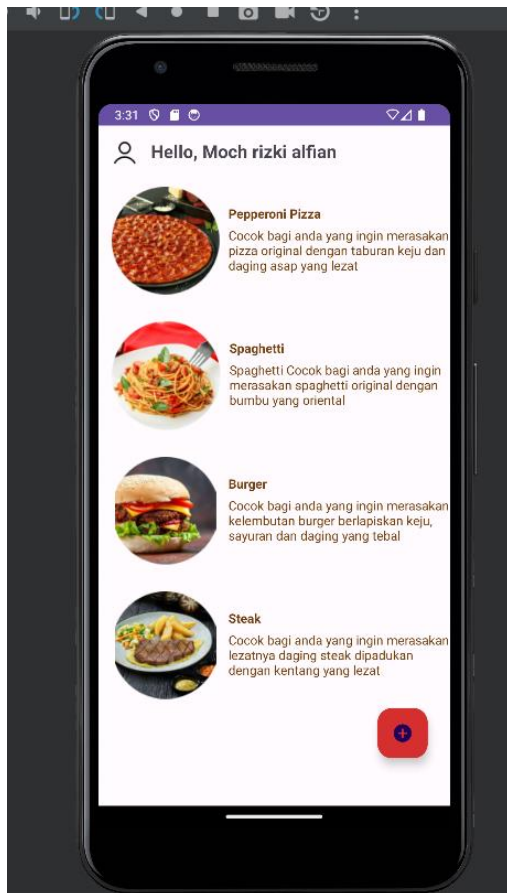 3:31
Hello, Moch rizki alfian
Pepperoni Pizza
Cocok bagi anda yang ingin merasakan
pizza original dengan taburan keju dan
daging asap yang lezat
Spaghetti
Spaghetti Cocok bagi anda yang ingin
merasakan spaghetti original dengan
bumbu yang oriental
Burger
Cocok bagi anda yang ingin merasakan
kelembutan burger berlapiskan keju,
sayuran dan daging yang tebal
Steak
Cocok bagi anda yang ingin merasakan
lezatnya daging steak dipadukan
dengan kentang yang lezat